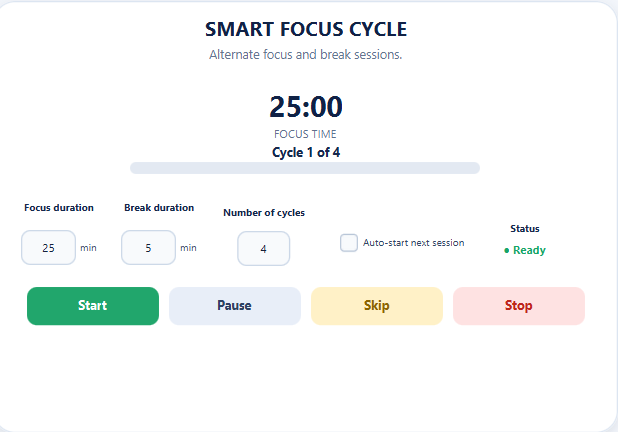 SMART FOCUS CYCLE
Alternate focus and break sessions.
25:00
FOCUS TIME
Cycle 1 of 4
Focus duration
Break duration
Number of cycles
Status
25 min
5 min
4
Auto-start next session
• Ready
Start
Pause
Skip
Stop